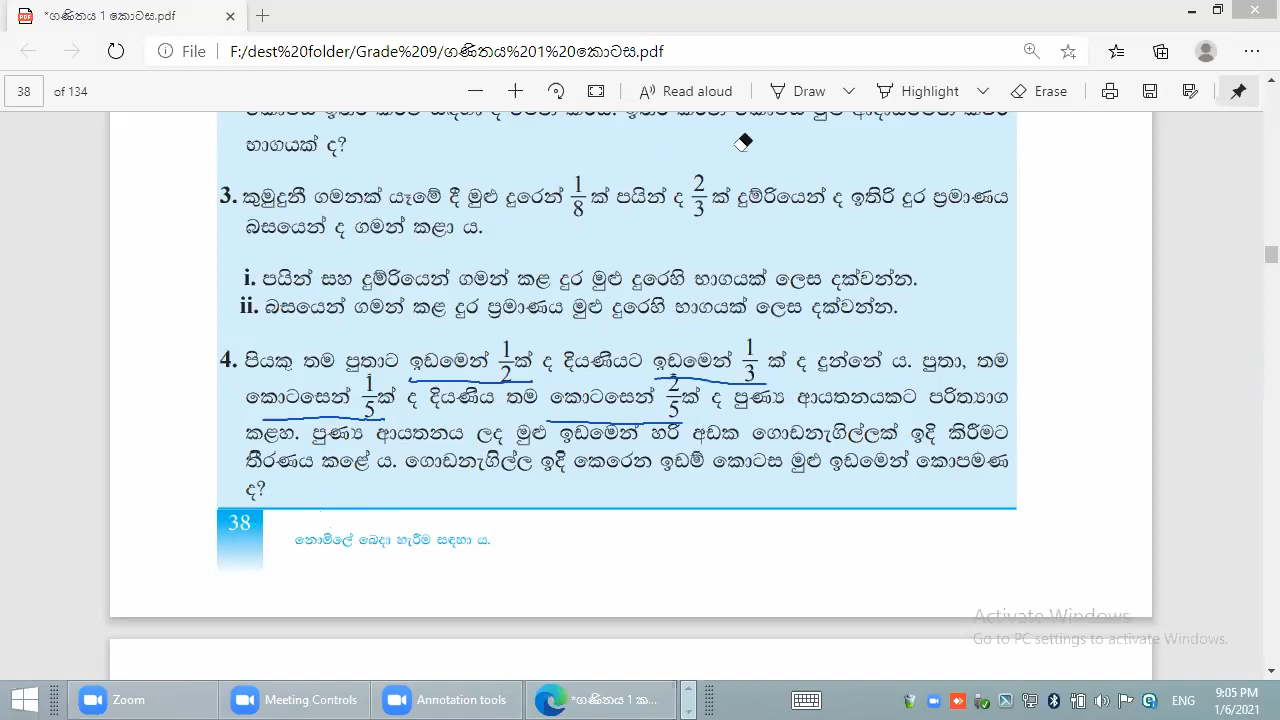 *ගණිතය 1 කොටස.pdf
File F:/dest%20folder/Grade%209/ගණිතය%201%20කොටස.pdf
38 of 134 Read aloud Draw Highlight Erase
භාගයක් ද?
3. කුමුදුනී ගමනක් යෑමේ දී මුළු දුරෙන් 1/8 ක් පයින් ද 2/3 ක් දුම්රියෙන් ද ඉතිරි දුර ප්‍රමාණය
බසයෙන් ද ගමන් කළා ය.
i. පයින් සහ දුම්රියෙන් ගමන් කළ දුර මුළු දුරෙහි භාගයක් ලෙස දක්වන්න.
ii. බසයෙන් ගමන් කළ දුර ප්‍රමාණය මුළු දුරෙහි භාගයක් ලෙස දක්වන්න.
4. පියකු තම පුතාට ඉඩමෙන් 1/2ක් ද දියණියට ඉඩමෙන් 1/3 ක් ද දුන්නේ ය. පුතා, තම
කොටසෙන් 1/5ක් ද දියණිය තම කොටසෙන් 2/5ක් ද පුණ්‍ය ආයතනයකට පරිත්‍යාග
කළහ. පුණ්‍ය ආයතනය ලද මුළු ඉඩමෙන් හරි අඩක ගොඩනැගිල්ලක් ඉදි කිරීමට
තීරණය කළේ ය. ගොඩනැගිල්ල ඉදි කෙරෙන ඉඩම් කොටස මුළු ඉඩමෙන් කොපමණ
ද?
38
නොමිලේ බෙදා හැරීම සඳහා ය.
Activate Windows
Go to PC settings to activate Windows.
Zoom Meeting Controls Annotation tools *ගණිතය 1 ක... ENG 9:05 PM
1/6/2021